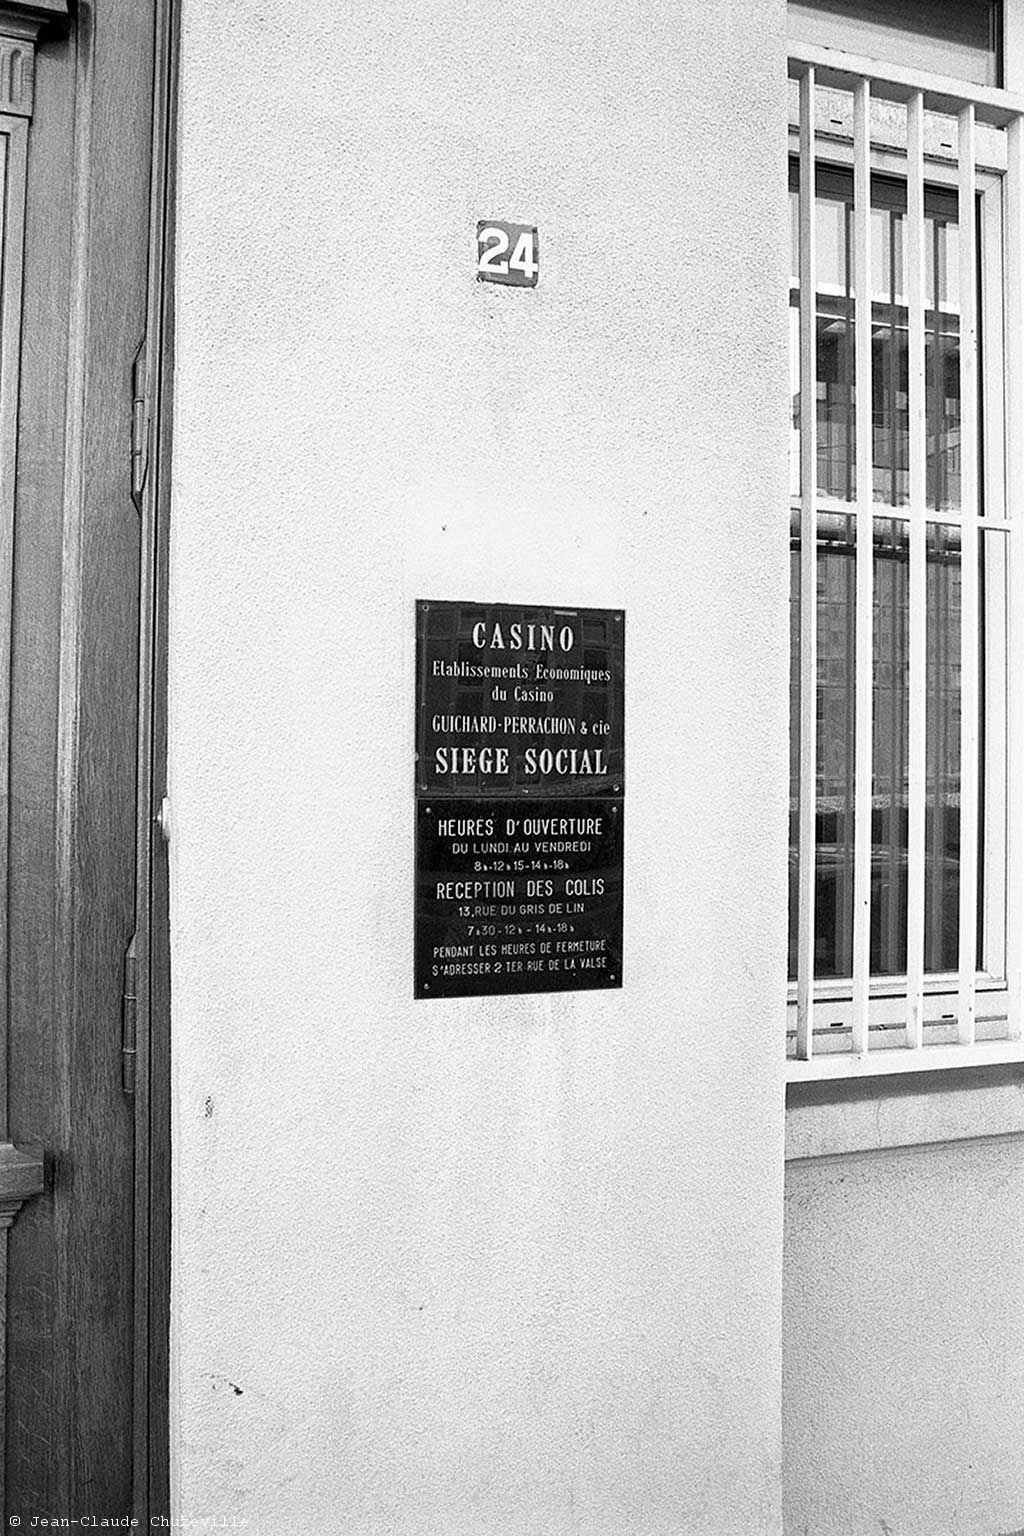 24
CASINO
Etablissements Economiques
du Casino
GUICHARD-PERRACHON & cie
SIEGE SOCIAL
HEURES D'OUVERTURE
DU LUNDI AU VENDREDI
8h-12h15-14h-18h
RECEPTION DES COLIS
13, RUE DU GRIS DE LIN
7h30-12h-14h-18h
PENDANT LES HEURES DE FERMETURE
S'ADRESSER 2 TER RUE DE LA VALSE
© Jean-Claude Chuzeville